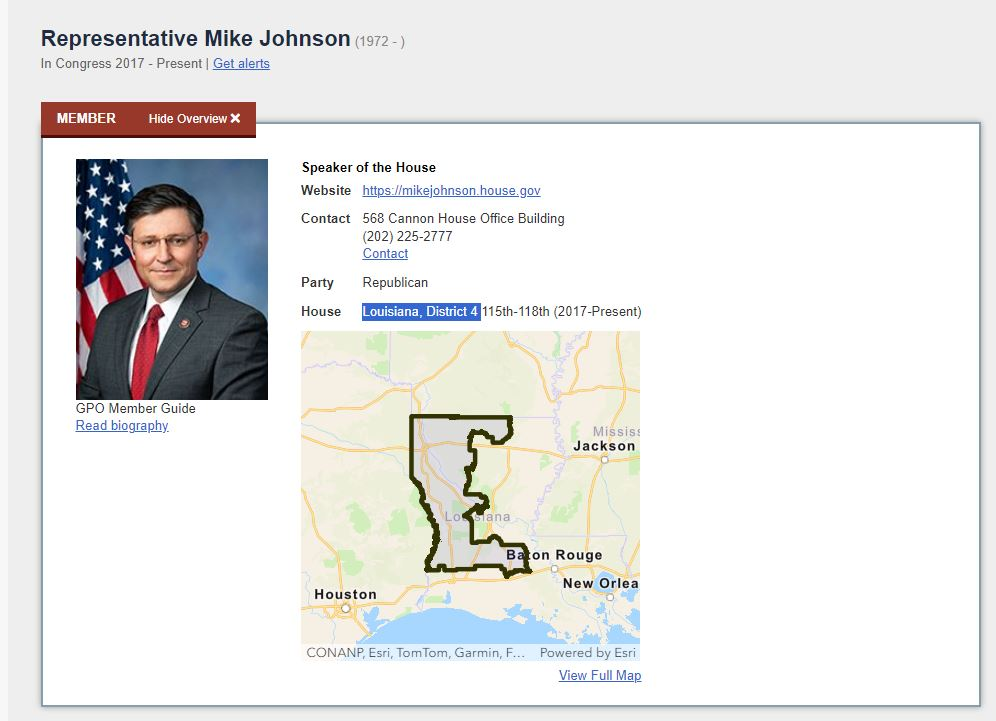 Representative Mike Johnson (1972 - )
In Congress 2017 - Present | Get alerts
MEMBER Hide Overview ✕
Speaker of the House
Website https://mikejohnson.house.gov
Contact 568 Cannon House Office Building
(202) 225-2777
Contact
Party Republican
House Louisiana, District 4 115th-118th (2017-Present)
GPO Member Guide
Read biography
Mississ
Jackson
Louisiana
Baton Rouge
New Orlea
Houston
CONANP, Esri, TomTom, Garmin, F... Powered by Esri
View Full Map